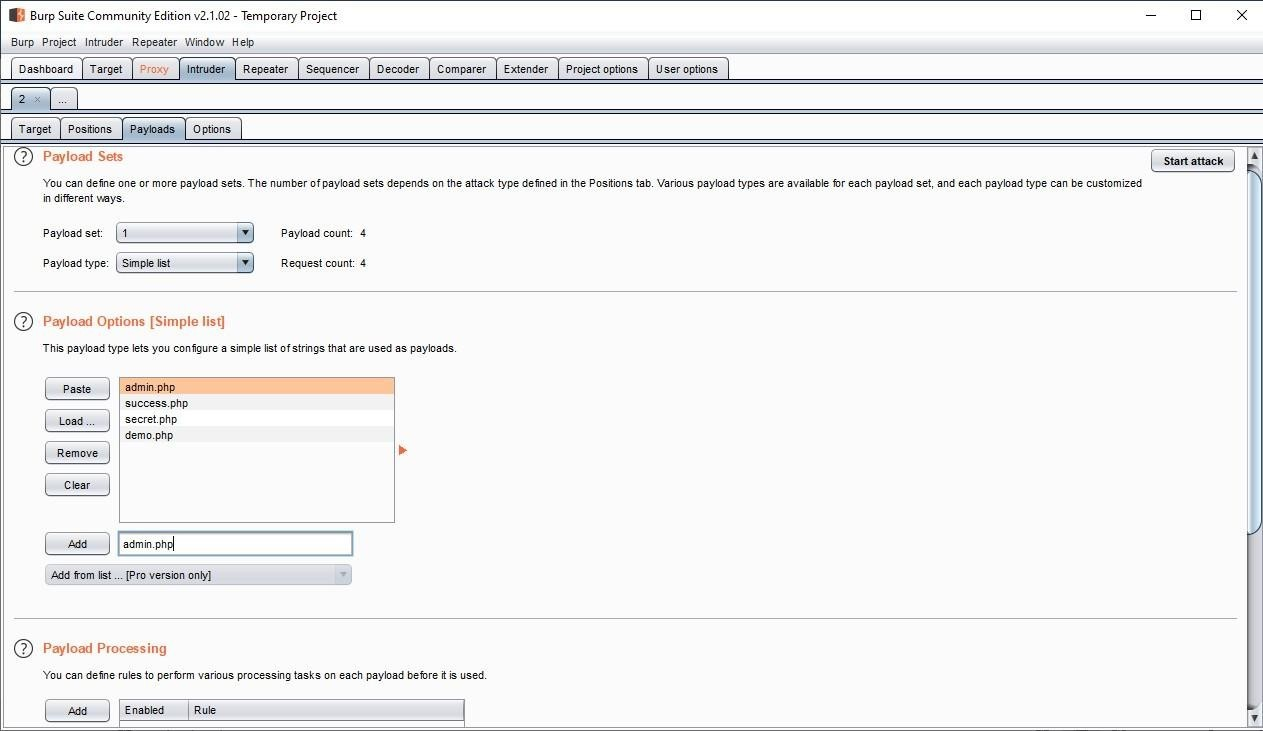 Burp Suite Community Edition v2.1.02 - Temporary Project
Burp Project Intruder Repeater Window Help
Dashboard Target Proxy Intruder Repeater Sequencer Decoder Comparer Extender Project options User options
2 × ...
Target Positions Payloads Options
? Payload Sets
Start attack
You can define one or more payload sets. The number of payload sets depends on the attack type defined in the Positions tab. Various payload types are available for each payload set, and each payload type can be customized
in different ways.
Payload set: 1 Payload count: 4
Payload type: Simple list Request count: 4
? Payload Options [Simple list]
This payload type lets you configure a simple list of strings that are used as payloads.
Paste admin.php
success.php
Load ... secret.php
demo.php
Remove
Clear
Add admin.php
Add from list ... [Pro version only]
? Payload Processing
You can define rules to perform various processing tasks on each payload before it is used.
Add Enabled Rule